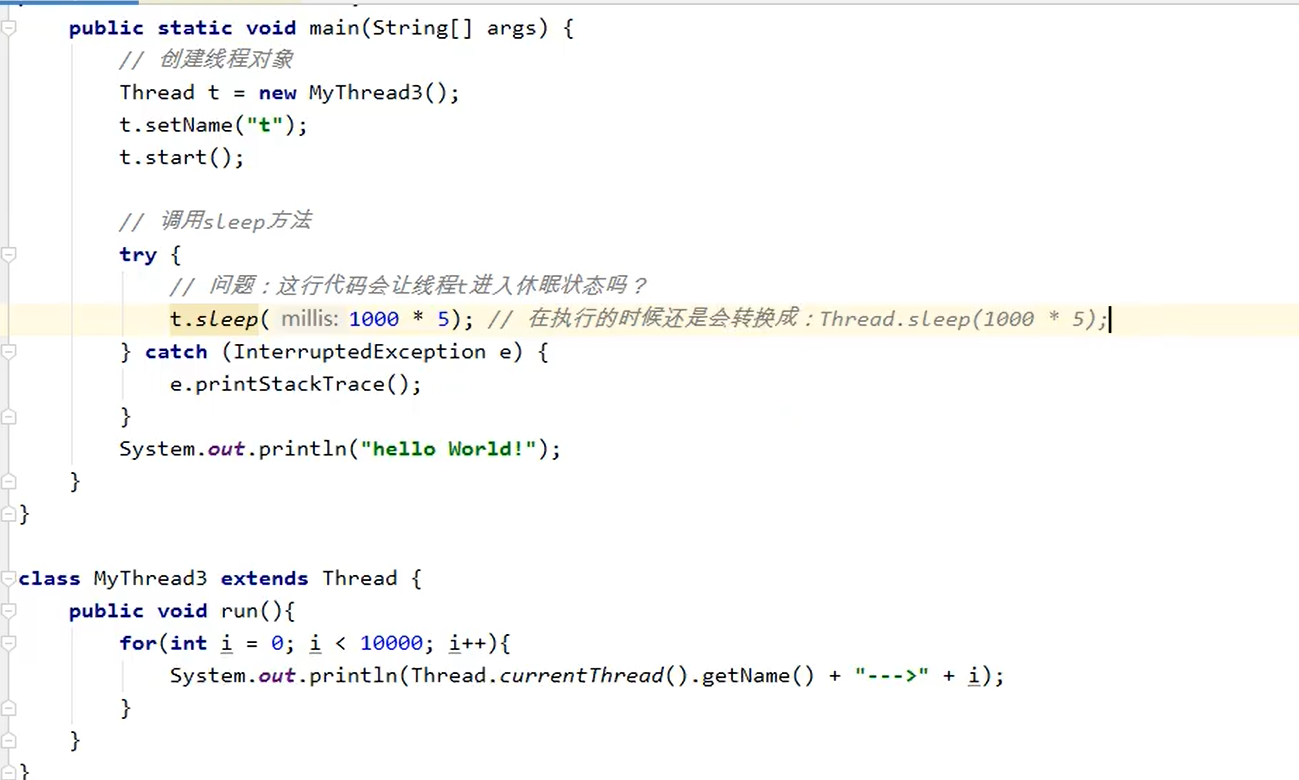 public static void main(String[] args) {
// 创建线程对象
Thread t = new MyThread3();
t.setName("t");
t.start();
// 调用sleep方法
try {
// 问题：这行代码会让线程t进入休眠状态吗？
t.sleep( millis: 1000 * 5); // 在执行的时候还是会转换成：Thread.sleep(1000 * 5);
} catch (InterruptedException e) {
e.printStackTrace();
}
System.out.println("hello World!");
}
}
class MyThread3 extends Thread {
public void run(){
for(int i = 0; i < 10000; i++){
System.out.println(Thread.currentThread().getName() + "--->" + i);
}
}
}